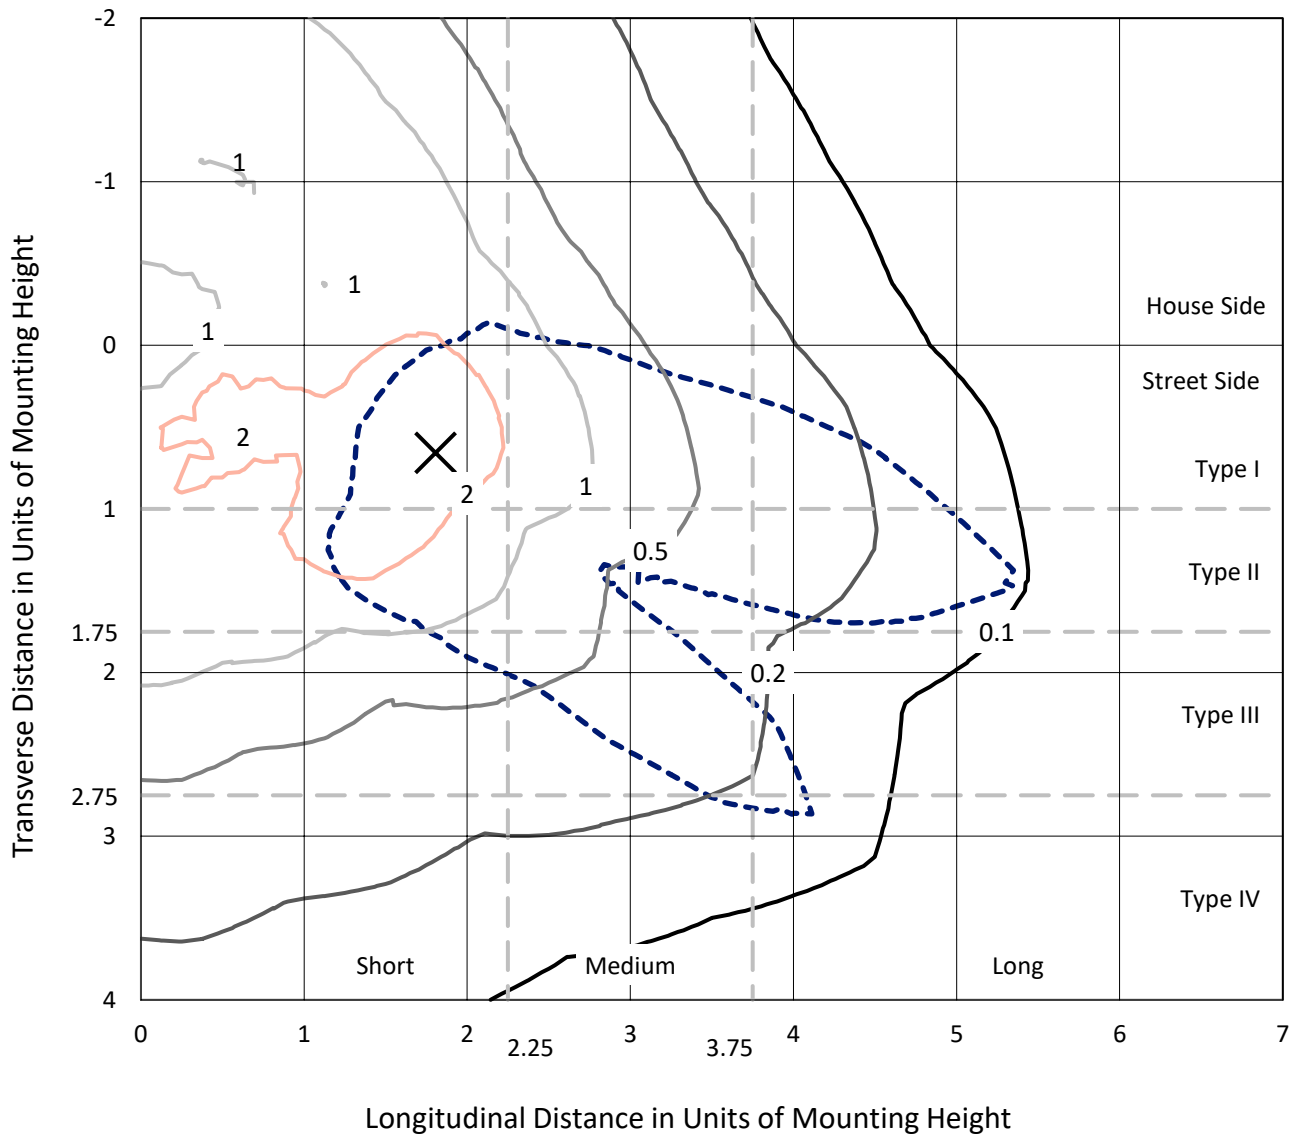 -2
1
-1
1
House Side
1
0
Street Side
2
Type I
2
1
1
0.5
Type II
1.75
0.1
2
0.2
Type III
2.75
3
Type IV
Short
Medium
Long
4
0
1
2
3
4
5
6
7
2.25
3.75
Transverse Distance in Units of Mounting Height
Longitudinal Distance in Units of Mounting Height